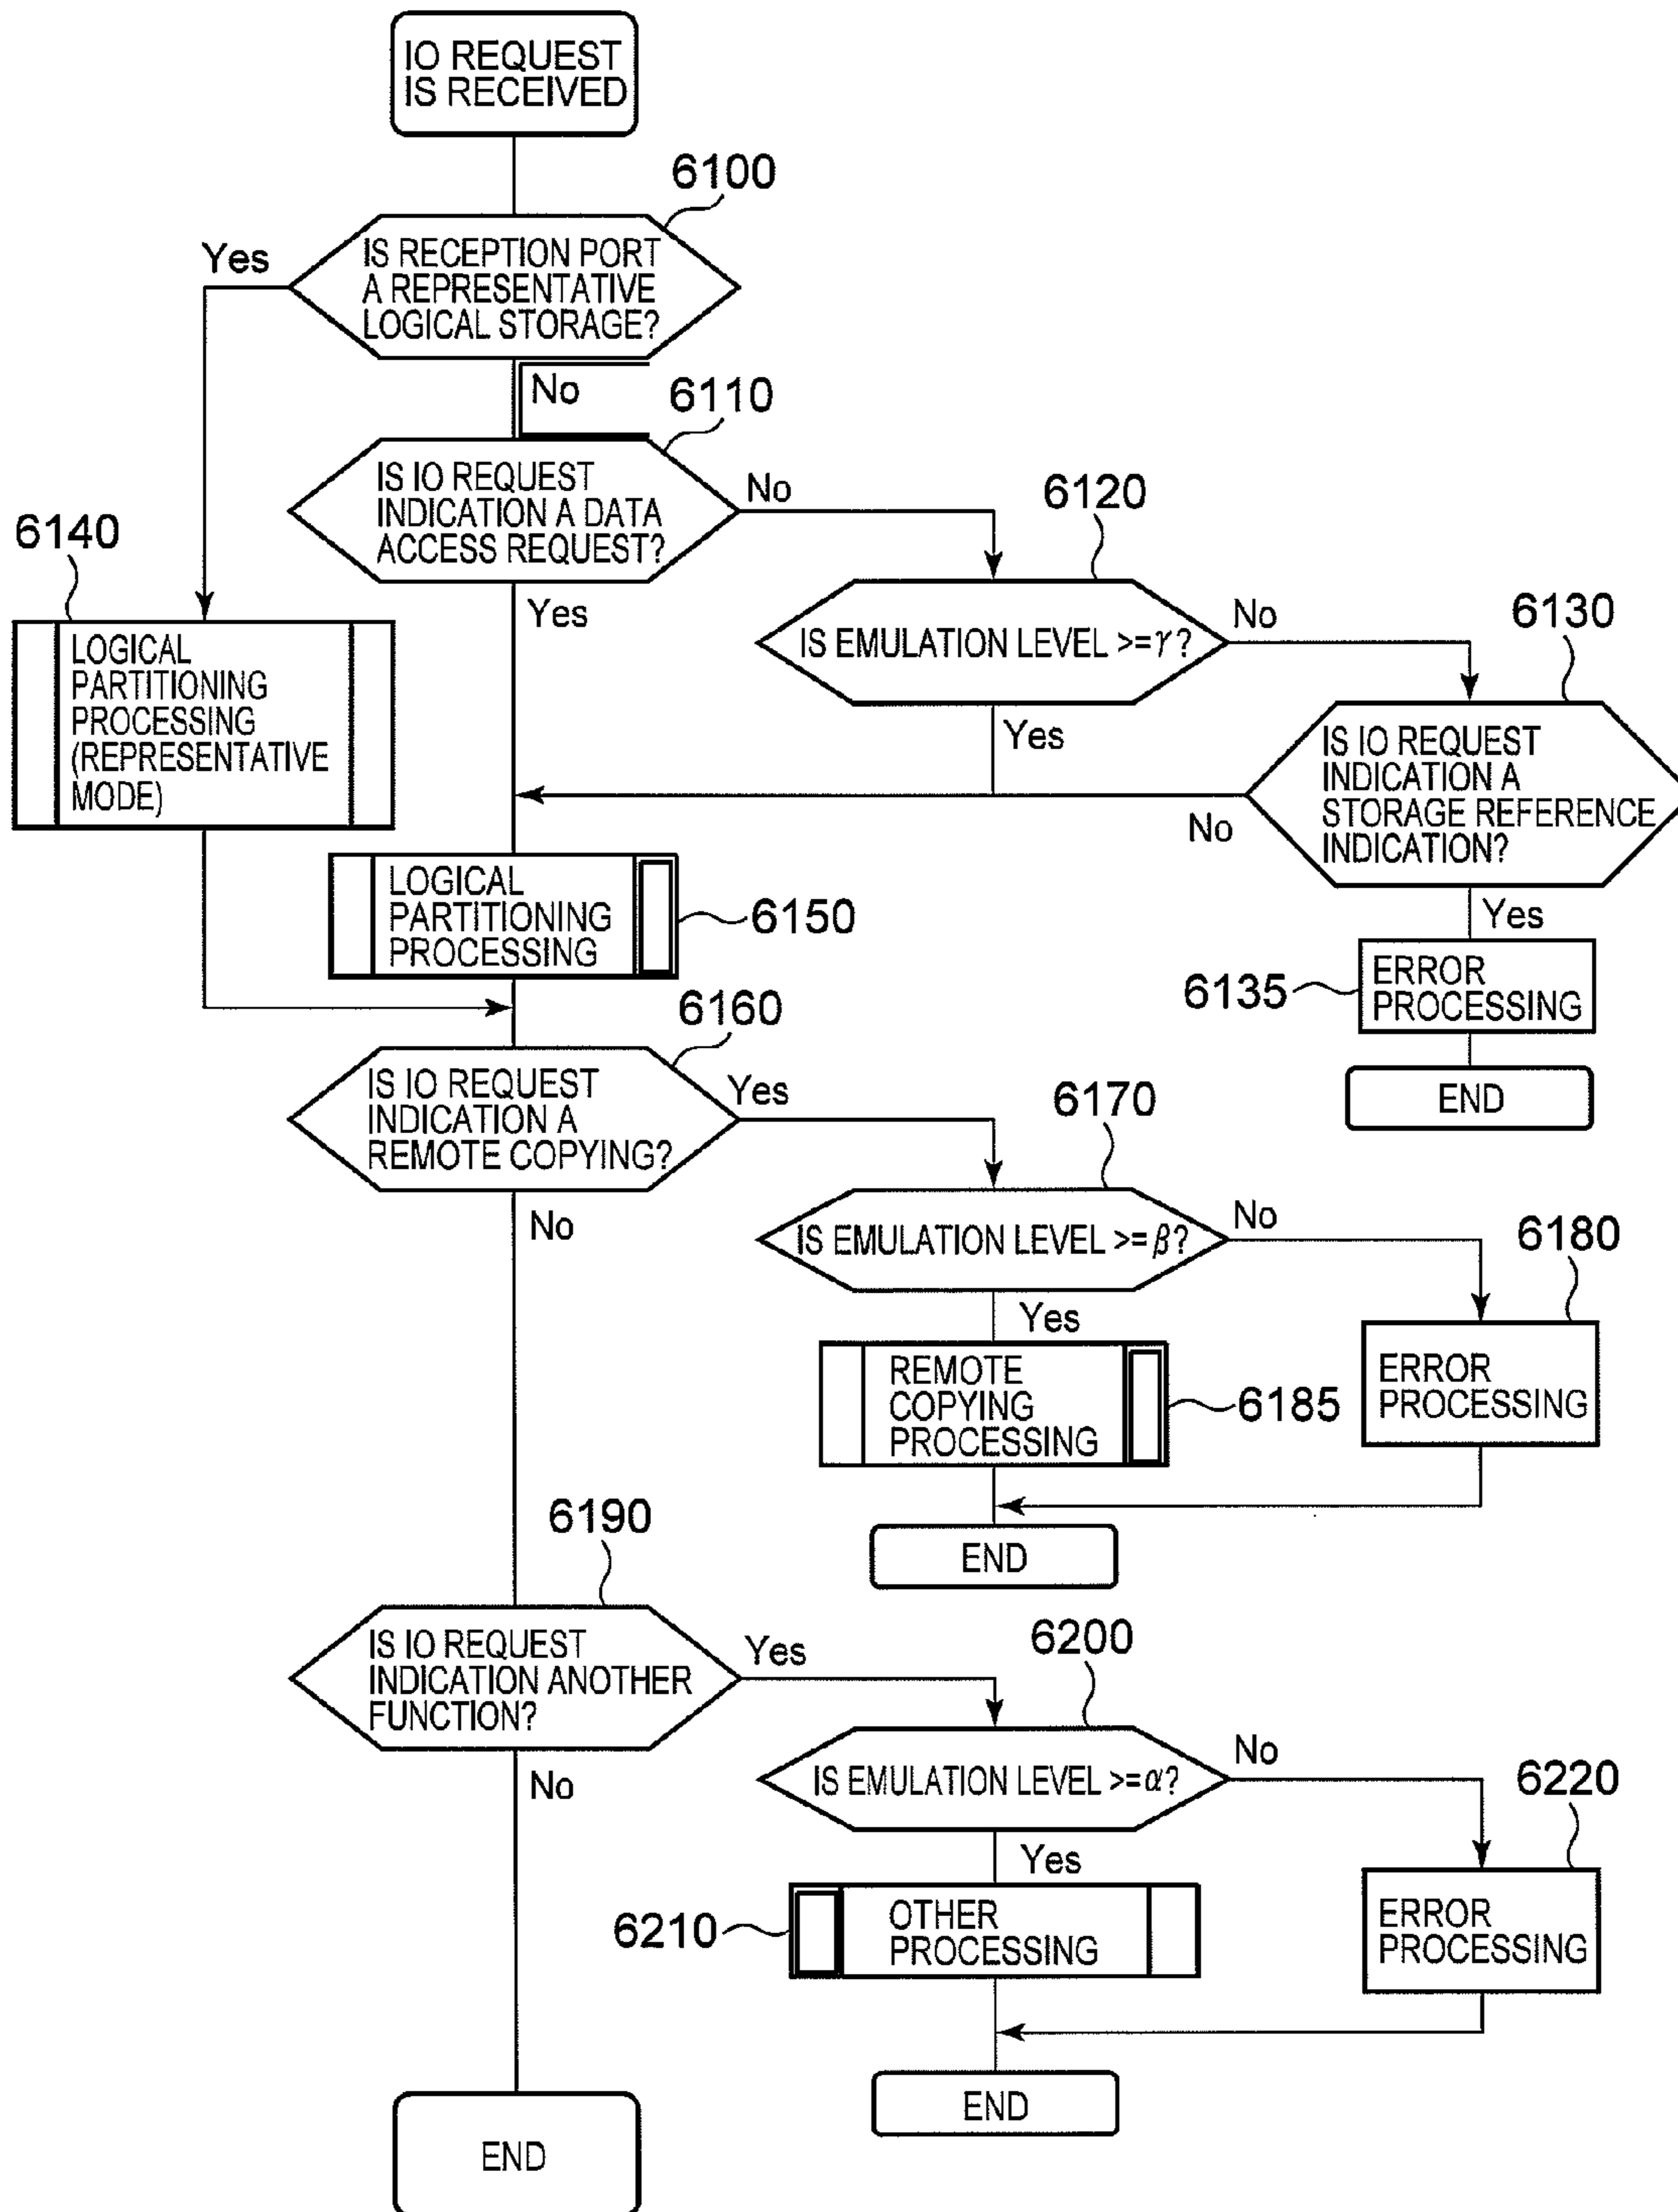 IO REQUEST
IS RECEIVED
6100
IS RECEPTION PORT
A REPRESENTATIVE
LOGICAL STORAGE?
Yes
No
6110
IS IO REQUEST
INDICATION A DATA
ACCESS REQUEST?
No
Yes
6120
IS EMULATION LEVEL >=γ?
No
Yes
6130
IS IO REQUEST
INDICATION A
STORAGE REFERENCE
INDICATION?
No
Yes
6135
ERROR
PROCESSING
END
6140
LOGICAL
PARTITIONING
PROCESSING
(REPRESENTATIVE
MODE)
LOGICAL
PARTITIONING
PROCESSING
6150
6160
IS IO REQUEST
INDICATION A
REMOTE COPYING?
Yes
No
6170
IS EMULATION LEVEL >=β?
No
Yes
6180
ERROR
PROCESSING
REMOTE
COPYING
PROCESSING
6185
END
6190
IS IO REQUEST
INDICATION ANOTHER
FUNCTION?
Yes
No
6200
IS EMULATION LEVEL >=α?
No
Yes
6220
ERROR
PROCESSING
6210
OTHER
PROCESSING
END
END